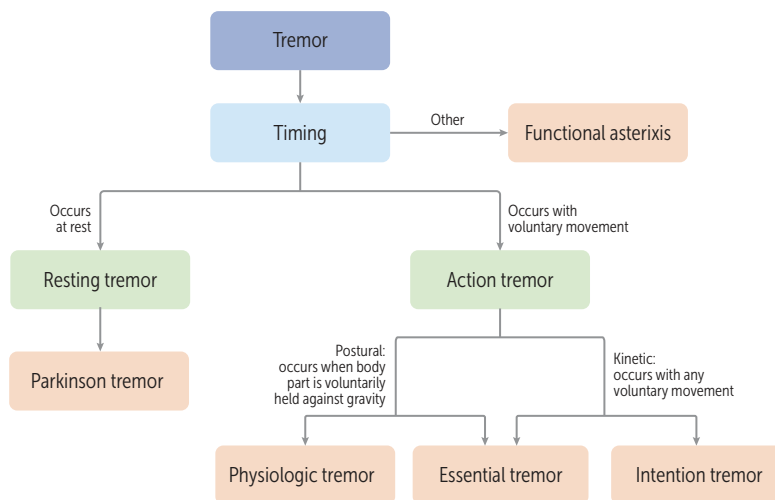 Tremor
Timing
Other
Functional asterixis
Occurs
at rest
Occurs with
voluntary movement
Resting tremor
Action tremor
Parkinson tremor
Postural:
occurs when body
part is voluntarily
held against gravity
Kinetic:
occurs with any
voluntary movement
Physiologic tremor
Essential tremor
Intention tremor